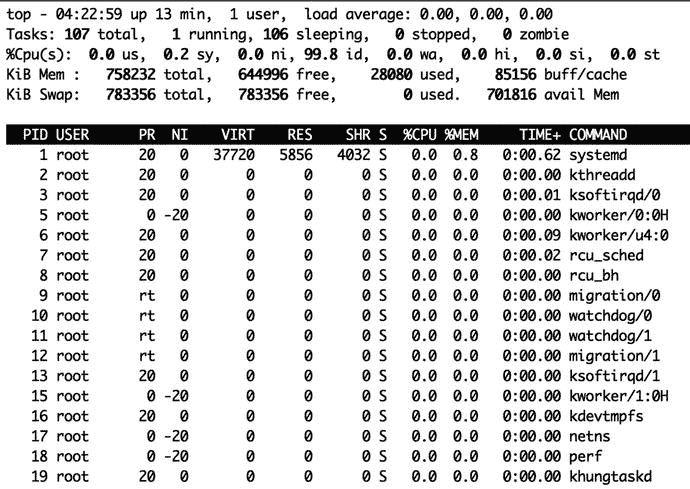 top - 04:22:59 up 13 min,  1 user,  load average: 0.00, 0.00, 0.00
Tasks: 107 total,   1 running, 106 sleeping,   0 stopped,   0 zombie
%Cpu(s):  0.0 us,  0.2 sy,  0.0 ni, 99.8 id,  0.0 wa,  0.0 hi,  0.0 si,  0.0 st
KiB Mem :   758232 total,   644996 free,    28080 used,    85156 buff/cache
KiB Swap:   783356 total,   783356 free,        0 used.   701816 avail Mem
PID USER      PR  NI    VIRT    RES    SHR S  %CPU %MEM     TIME+ COMMAND
1 root      20   0   37720   5856   4032 S   0.0  0.8   0:00.62 systemd
2 root      20   0       0      0      0 S   0.0  0.0   0:00.00 kthreadd
3 root      20   0       0      0      0 S   0.0  0.0   0:00.01 ksoftirqd/0
5 root       0 -20       0      0      0 S   0.0  0.0   0:00.00 kworker/0:0H
6 root      20   0       0      0      0 S   0.0  0.0   0:00.09 kworker/u4:0
7 root      20   0       0      0      0 S   0.0  0.0   0:00.02 rcu_sched
8 root      20   0       0      0      0 S   0.0  0.0   0:00.00 rcu_bh
9 root      rt   0       0      0      0 S   0.0  0.0   0:00.00 migration/0
10 root      rt   0       0      0      0 S   0.0  0.0   0:00.00 watchdog/0
11 root      rt   0       0      0      0 S   0.0  0.0   0:00.00 watchdog/1
12 root      rt   0       0      0      0 S   0.0  0.0   0:00.00 migration/1
13 root      20   0       0      0      0 S   0.0  0.0   0:00.00 ksoftirqd/1
15 root       0 -20       0      0      0 S   0.0  0.0   0:00.00 kworker/1:0H
16 root      20   0       0      0      0 S   0.0  0.0   0:00.00 kdevtmpfs
17 root       0 -20       0      0      0 S   0.0  0.0   0:00.00 netns
18 root       0 -20       0      0      0 S   0.0  0.0   0:00.00 perf
19 root      20   0       0      0      0 S   0.0  0.0   0:00.00 khungtaskd